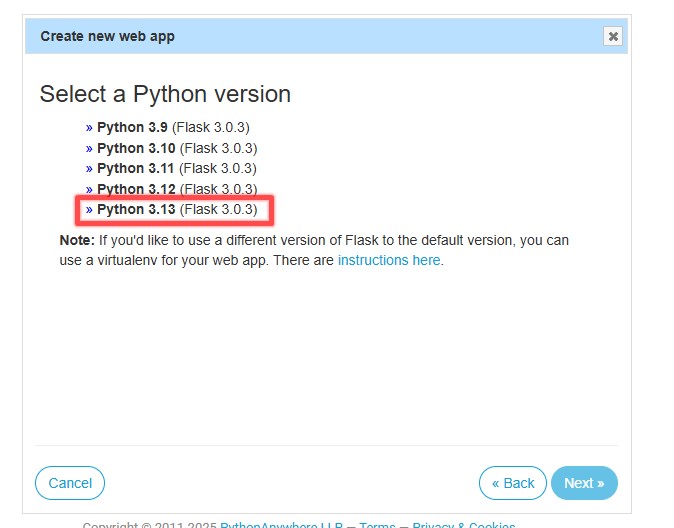 Create new web app
Select a Python version
» Python 3.9 (Flask 3.0.3)
» Python 3.10 (Flask 3.0.3)
» Python 3.11 (Flask 3.0.3)
» Python 3.12 (Flask 3.0.3)
» Python 3.13 (Flask 3.0.3)
Note: If you'd like to use a different version of Flask to the default version, you can
use a virtualenv for your web app. There are instructions here.
Cancel
« Back
Next »
Copyright © 2011-2025 PythonAnywhere LLP — Terms — Privacy & Cookies